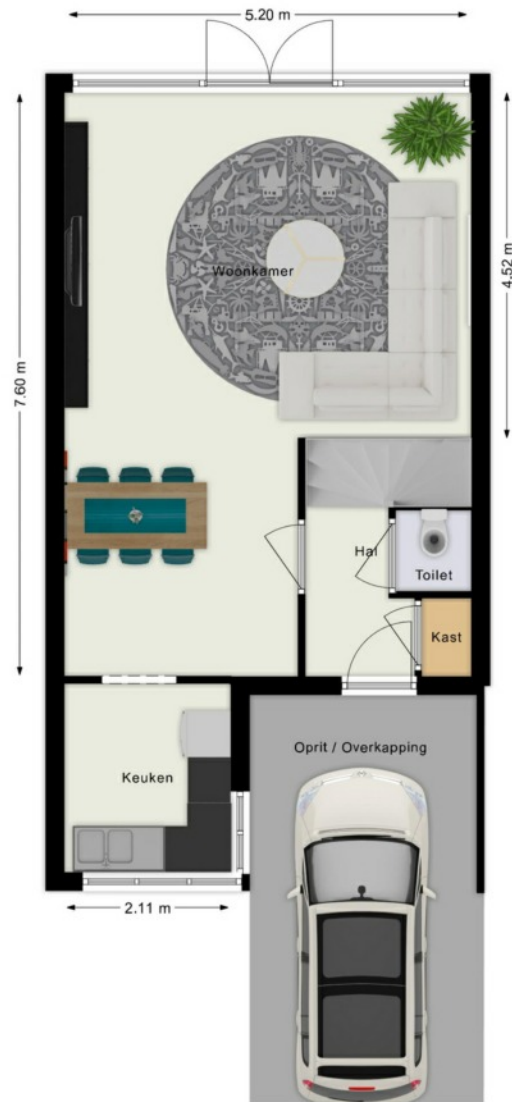 5.20 m
4.52 m
Woonkamer
7.60 m
Hal
Toilet
Kast
Oprit / Overkapping
Keuken
2.11 m